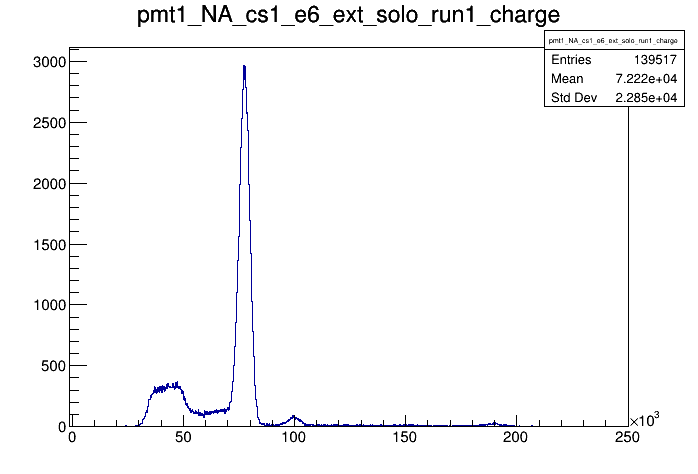 pmt1_NA_cs1_e6_ext_solo_run1_charge
pmt1_NA_cs1_e6_ext_solo_run1_charge
Entries 139517
Mean 7.222e+04
Std Dev 2.285e+04
3000
2500
2000
1500
1000
500
0
0 50 100 150 200 250
×10³